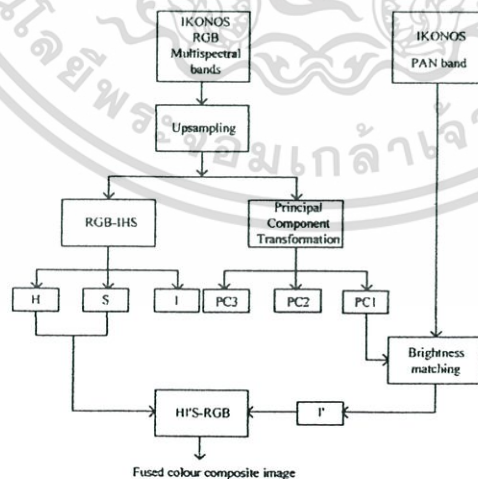 IKONOS
RGB
Multispectral
bands
IKONOS
PAN band
Upsampling
RGB-IHS
Principal
Component
Transformation
H
S
I
PC3
PC2
PC1
Brightness
matching
HI'S-RGB
I'
Fused colour composite image